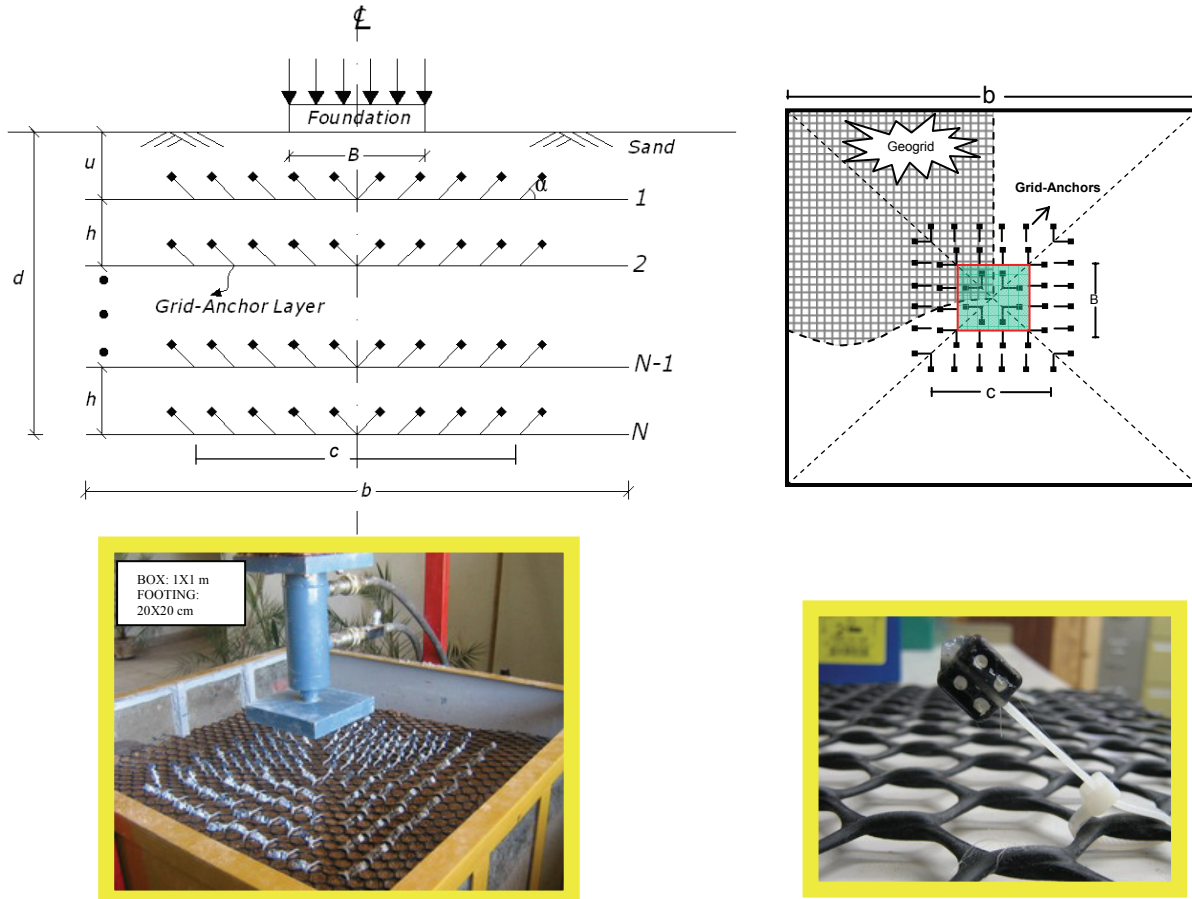 ℄
Foundation
B
Sand
u
α
1
h
2
d
Grid-Anchor Layer
N-1
h
N
c
b
b
Geogrid
Grid-Anchors
B
c
BOX: 1X1 m
FOOTING:
20X20 cm